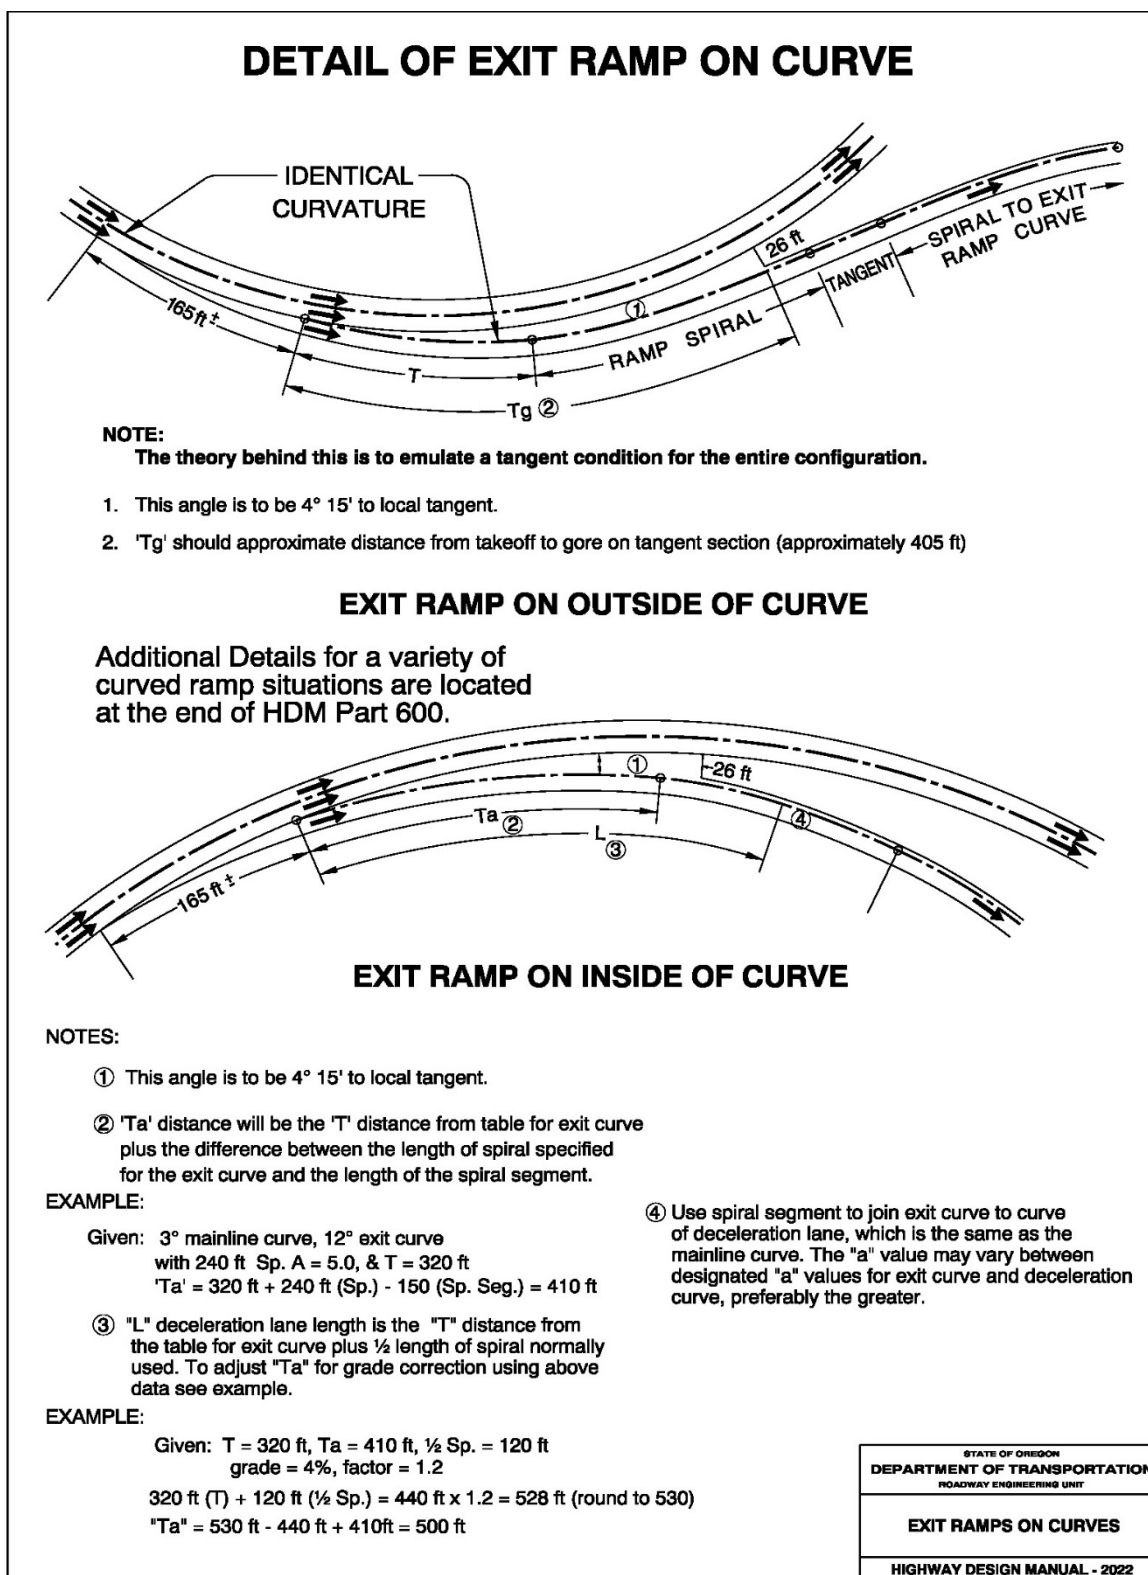 DETAIL OF EXIT RAMP ON CURVE
IDENTICAL
CURVATURE
165 ft ±
T
Tg ②
①
26 ft
RAMP SPIRAL
TANGENT
SPIRAL TO EXIT
RAMP CURVE
NOTE:
The theory behind this is to emulate a tangent condition for the entire configuration.
1. This angle is to be 4° 15' to local tangent.
2. 'Tg' should approximate distance from takeoff to gore on tangent section (approximately 405 ft)
EXIT RAMP ON OUTSIDE OF CURVE
Additional Details for a variety of
curved ramp situations are located
at the end of HDM Part 600.
①
26 ft
Ta
②
④
L
③
165 ft ±
EXIT RAMP ON INSIDE OF CURVE
NOTES:
① This angle is to be 4° 15' to local tangent.
② 'Ta' distance will be the 'T' distance from table for exit curve
plus the difference between the length of spiral specified
for the exit curve and the length of the spiral segment.
EXAMPLE:
Given: 3° mainline curve, 12° exit curve
with 240 ft Sp. A = 5.0, & T = 320 ft
'Ta' = 320 ft + 240 ft (Sp.) - 150 (Sp. Seg.) = 410 ft
③ "L" deceleration lane length is the "T" distance from
the table for exit curve plus ½ length of spiral normally
used. To adjust "Ta" for grade correction using above
data see example.
EXAMPLE:
Given: T = 320 ft, Ta = 410 ft, ½ Sp. = 120 ft
grade = 4%, factor = 1.2
320 ft (T) + 120 ft (½ Sp.) = 440 ft x 1.2 = 528 ft (round to 530)
"Ta" = 530 ft - 440 ft + 410ft = 500 ft
④ Use spiral segment to join exit curve to curve
of deceleration lane, which is the same as the
mainline curve. The "a" value may vary between
designated "a" values for exit curve and deceleration
curve, preferably the greater.
STATE OF OREGON
DEPARTMENT OF TRANSPORTATION
ROADWAY ENGINEERING UNIT
EXIT RAMPS ON CURVES
HIGHWAY DESIGN MANUAL - 2022